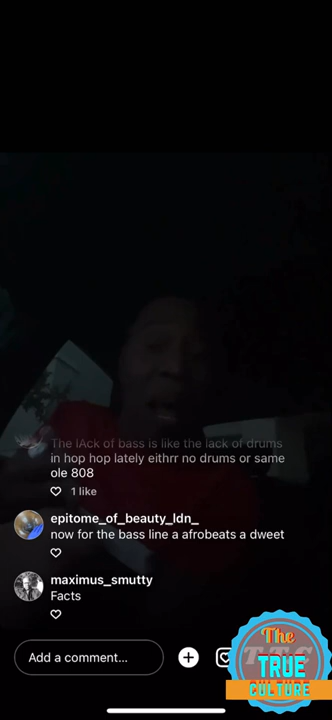 The lAck of bass is like the lack of drums
in hop hop lately eithrr no drums or same
ole 808
1 like
epitome_of_beauty_ldn_
now for the bass line a afrobeats a dweet
maximus_smutty
Facts
Add a comment...
The
TRUE
CULTURE